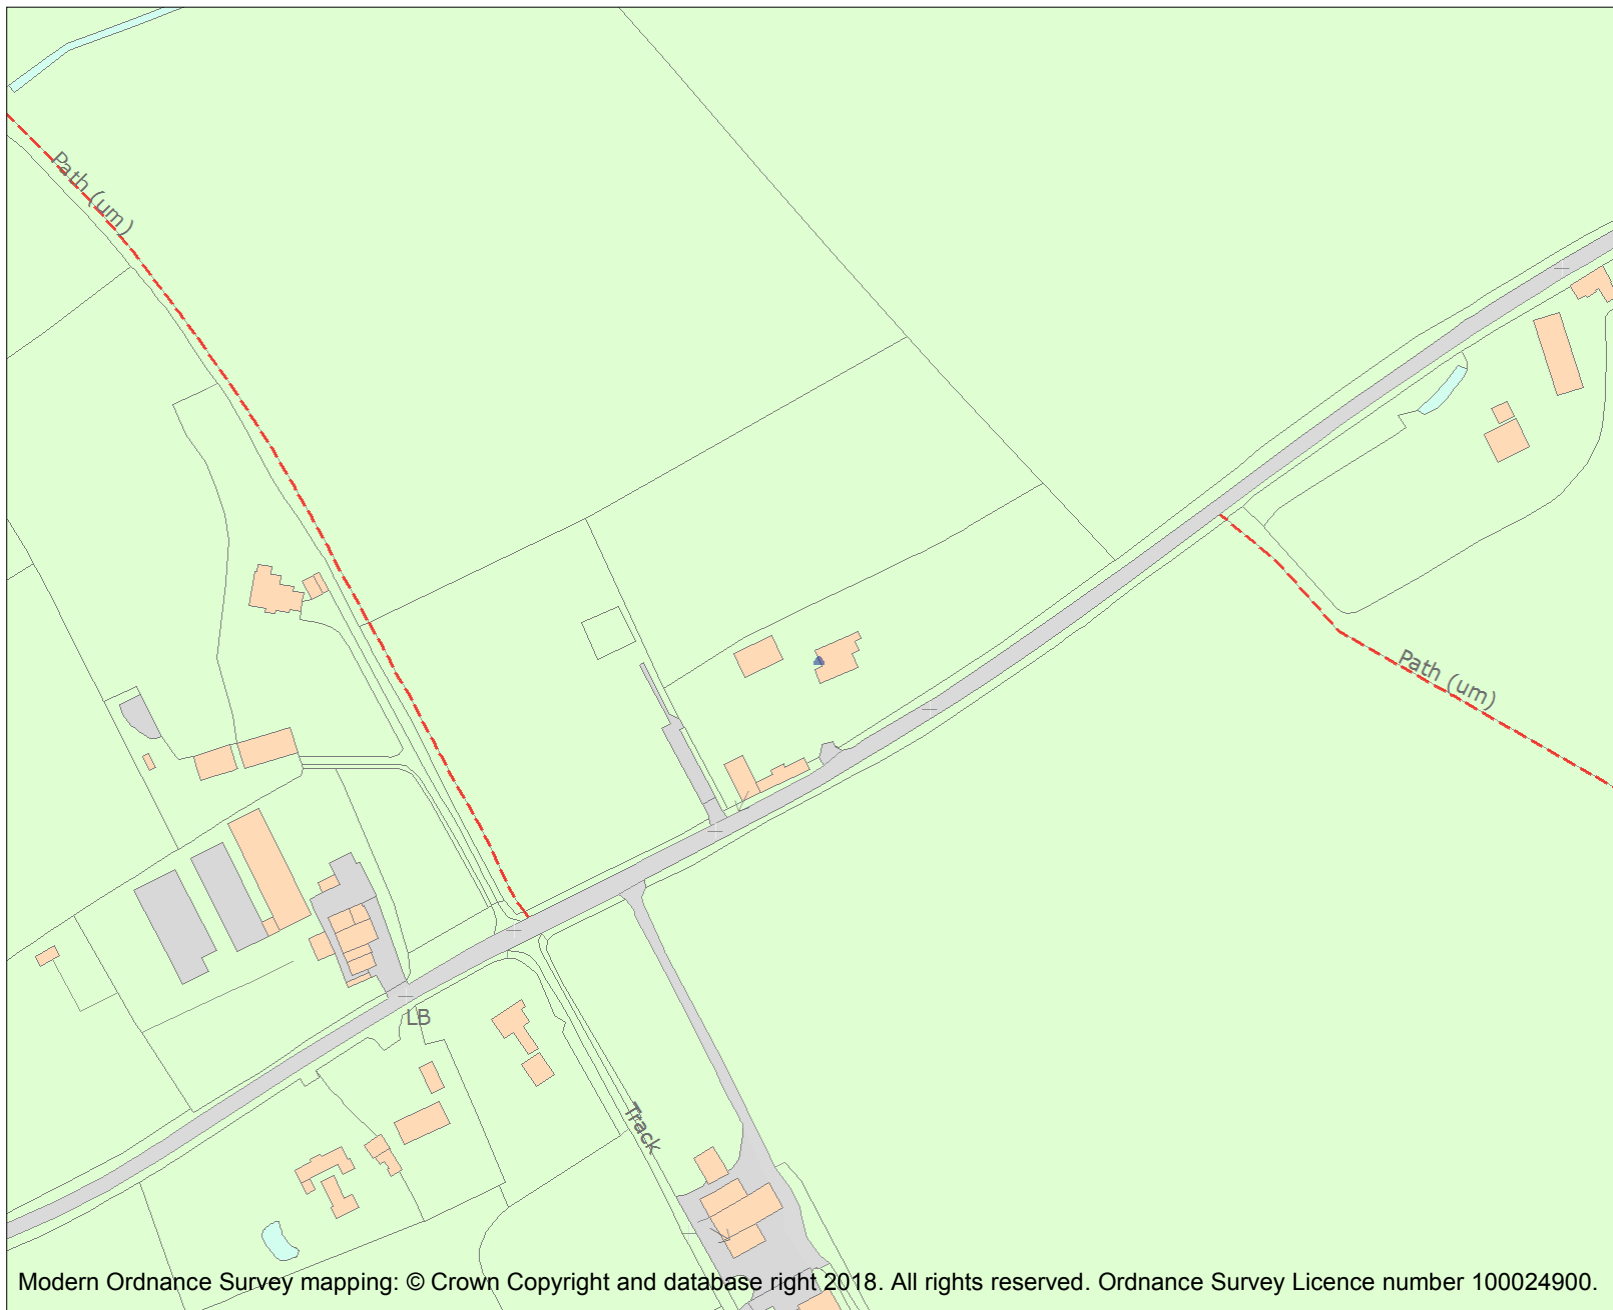 Path (um)
Path (um)
LB
Track
Modern Ordnance Survey mapping: © Crown Copyright and database right 2018. All rights reserved. Ordnance Survey Licence number 100024900.